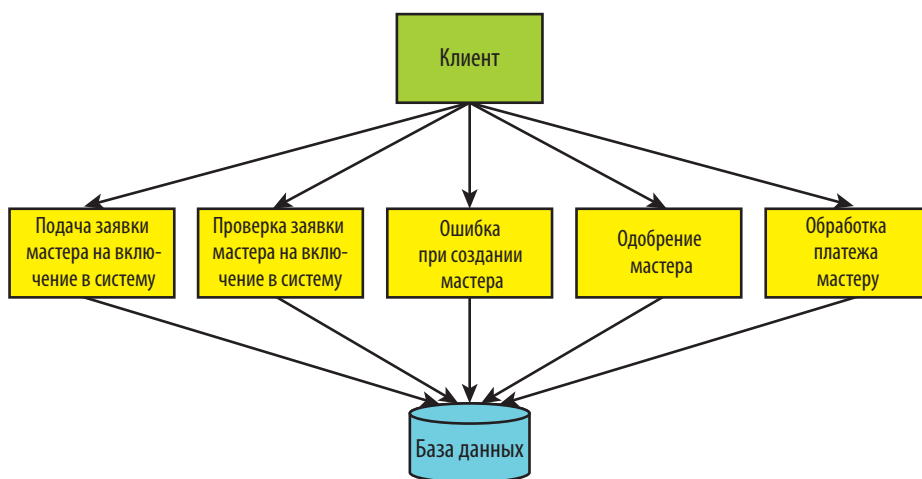 Клиент
Подача заявки
мастера на вклю-
чение в систему
Проверка заявки
мастера на вклю-
чение в систему
Ошибка
при создании
мастера
Одобрение
мастера
Обработка
платежа
мастеру
База данных